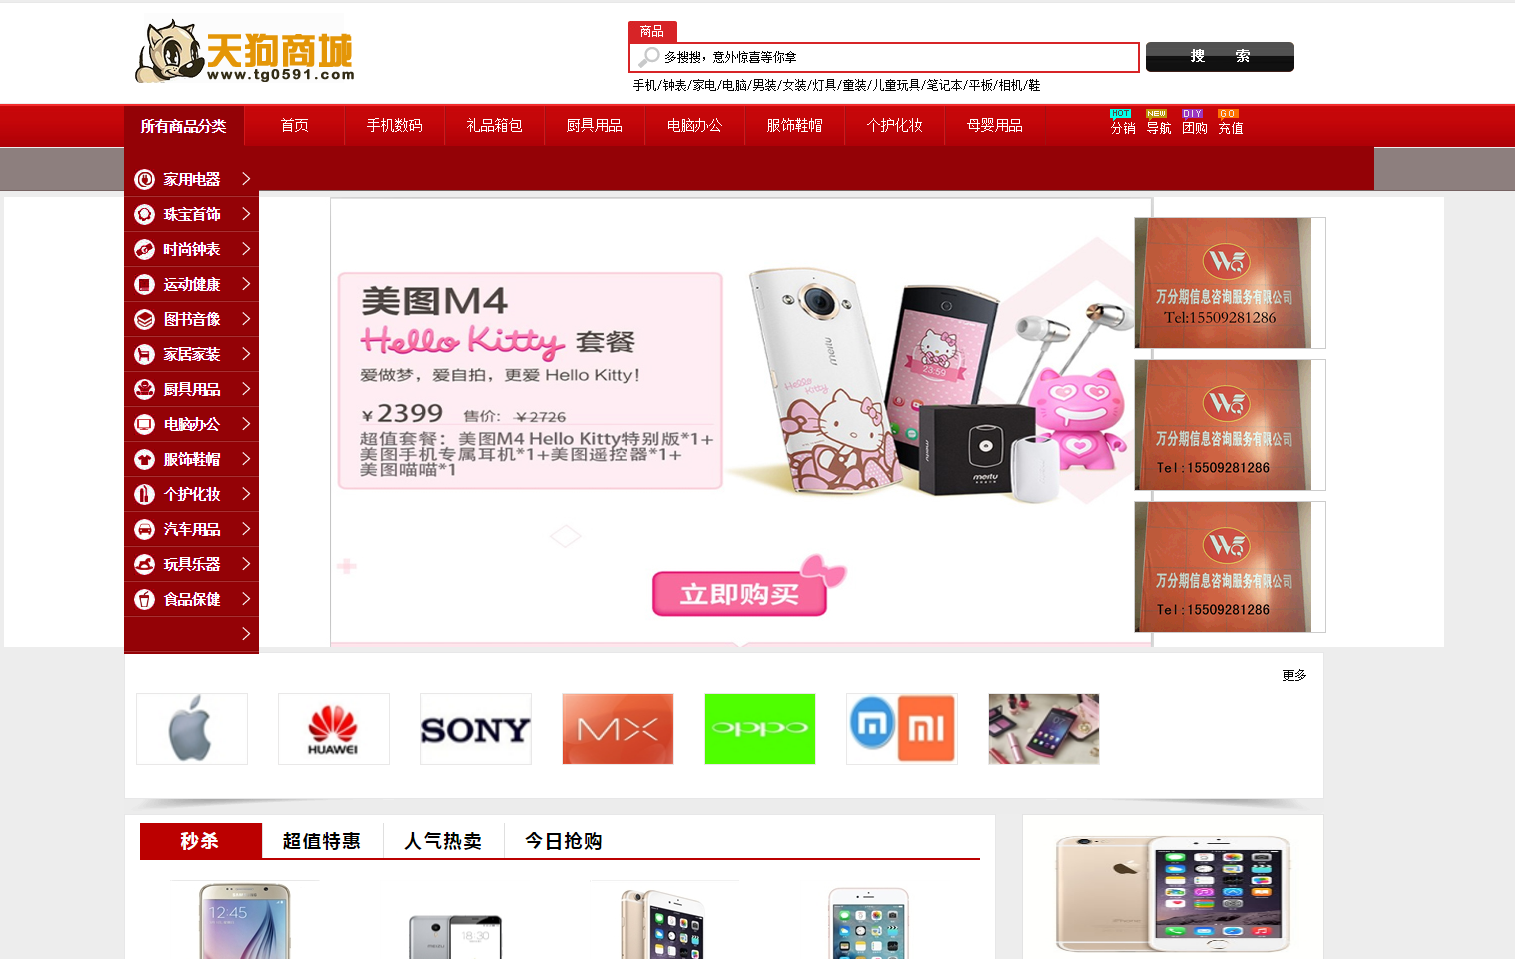 天狗商城
www.tg0591.com
商品
多搜搜，意外惊喜等你拿
搜 索
手机/钟表/家电/电脑/男装/女装/灯具/童装/儿童玩具/笔记本/平板/相机/鞋
所有商品分类
首页
手机数码
礼品箱包
厨具用品
电脑办公
服饰鞋帽
个护化妆
母婴用品
HOT
分销
NEW
导航
DIY
团购
GO
充值
家用电器
珠宝首饰
时尚钟表
运动健康
图书音像
家居家装
厨具用品
电脑办公
服饰鞋帽
个护化妆
汽车用品
玩具乐器
食品保健
美图M4
Hello Kitty 套餐
爱做梦，爱自拍，更爱 Hello Kitty！
￥2399 售价：￥2726
超值套餐：美图M4 Hello Kitty特别版*1+
美图手机专属耳机*1+美图遥控器*1+
美图喵喵*1
立即购买
meitu
Hello Kitty
23:59
meitu
meitu
万分期信息咨询服务有限公司
Tel:15509281286
万分期信息咨询服务有限公司
Tel:15509281286
万分期信息咨询服务有限公司
Tel:15509281286
更多
HUAWEI
SONY
MX
oppo
秒杀
超值特惠
人气热卖
今日抢购
12:45
MEIZU
18:30